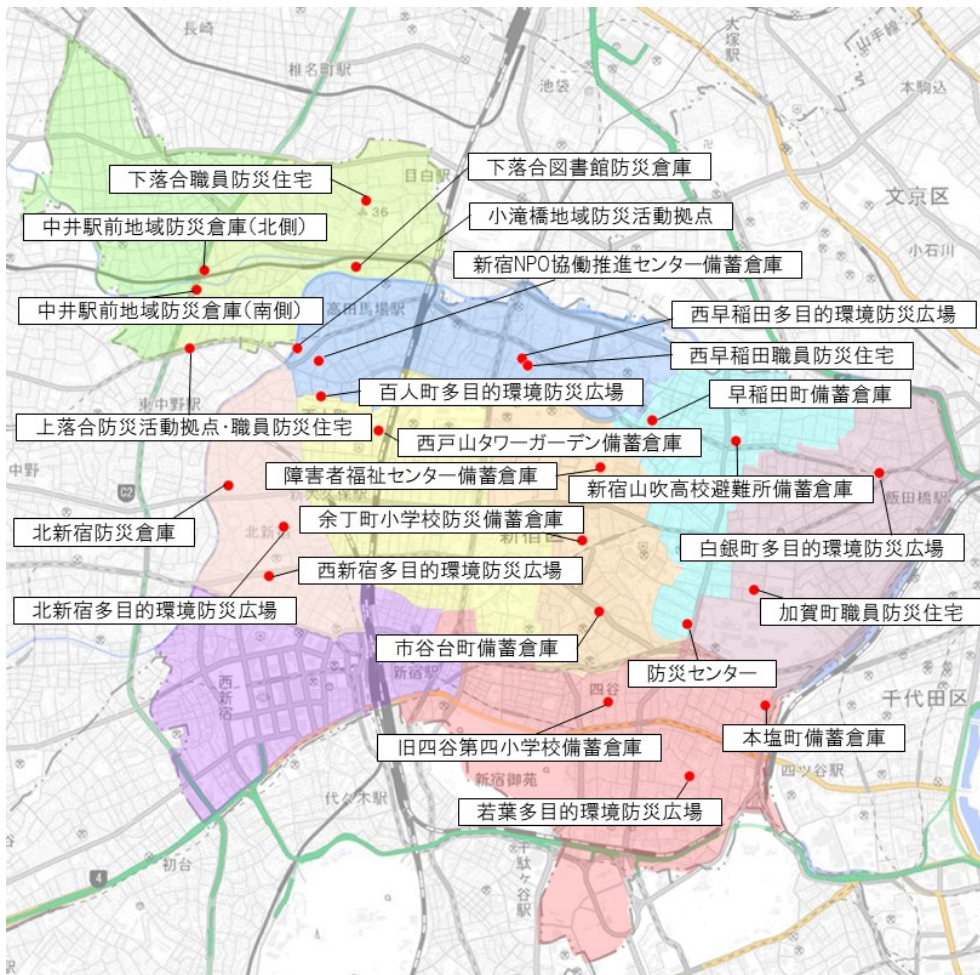 長崎
椎名町駅
池袋
大塚駅
山手線
本駒込
下落合職員防災住宅
下落合図書館防災倉庫
目白駅
文京区
36
中井駅前地域防災倉庫(北側)
小滝橋地域防災活動拠点
小石川
新宿NPO協働推進センター備蓄倉庫
中井駅前地域防災倉庫(南側)
高田馬場駅
西早稲田多目的環境防災広場
西早稲田職員防災住宅
百人町多目的環境防災広場
早稲田町備蓄倉庫
東中野駅
上落合防災活動拠点・職員防災住宅
西戸山タワーガーデン備蓄倉庫
中野
障害者福祉センター備蓄倉庫
新宿山吹高校避難所備蓄倉庫
C2
新大久保駅
飯田橋駅
北新宿防災倉庫
北新宿
余丁町小学校防災備蓄倉庫
白銀町多目的環境防災広場
西新宿多目的環境防災広場
北新宿多目的環境防災広場
加賀町職員防災住宅
市谷台町備蓄倉庫
防災センター
新宿駅
西新宿
四谷
千代田区
旧四谷第四小学校備蓄倉庫
本塩町備蓄倉庫
四ツ谷駅
新宿御苑
代々木駅
若葉多目的環境防災広場
初台
千駄ヶ谷駅
4